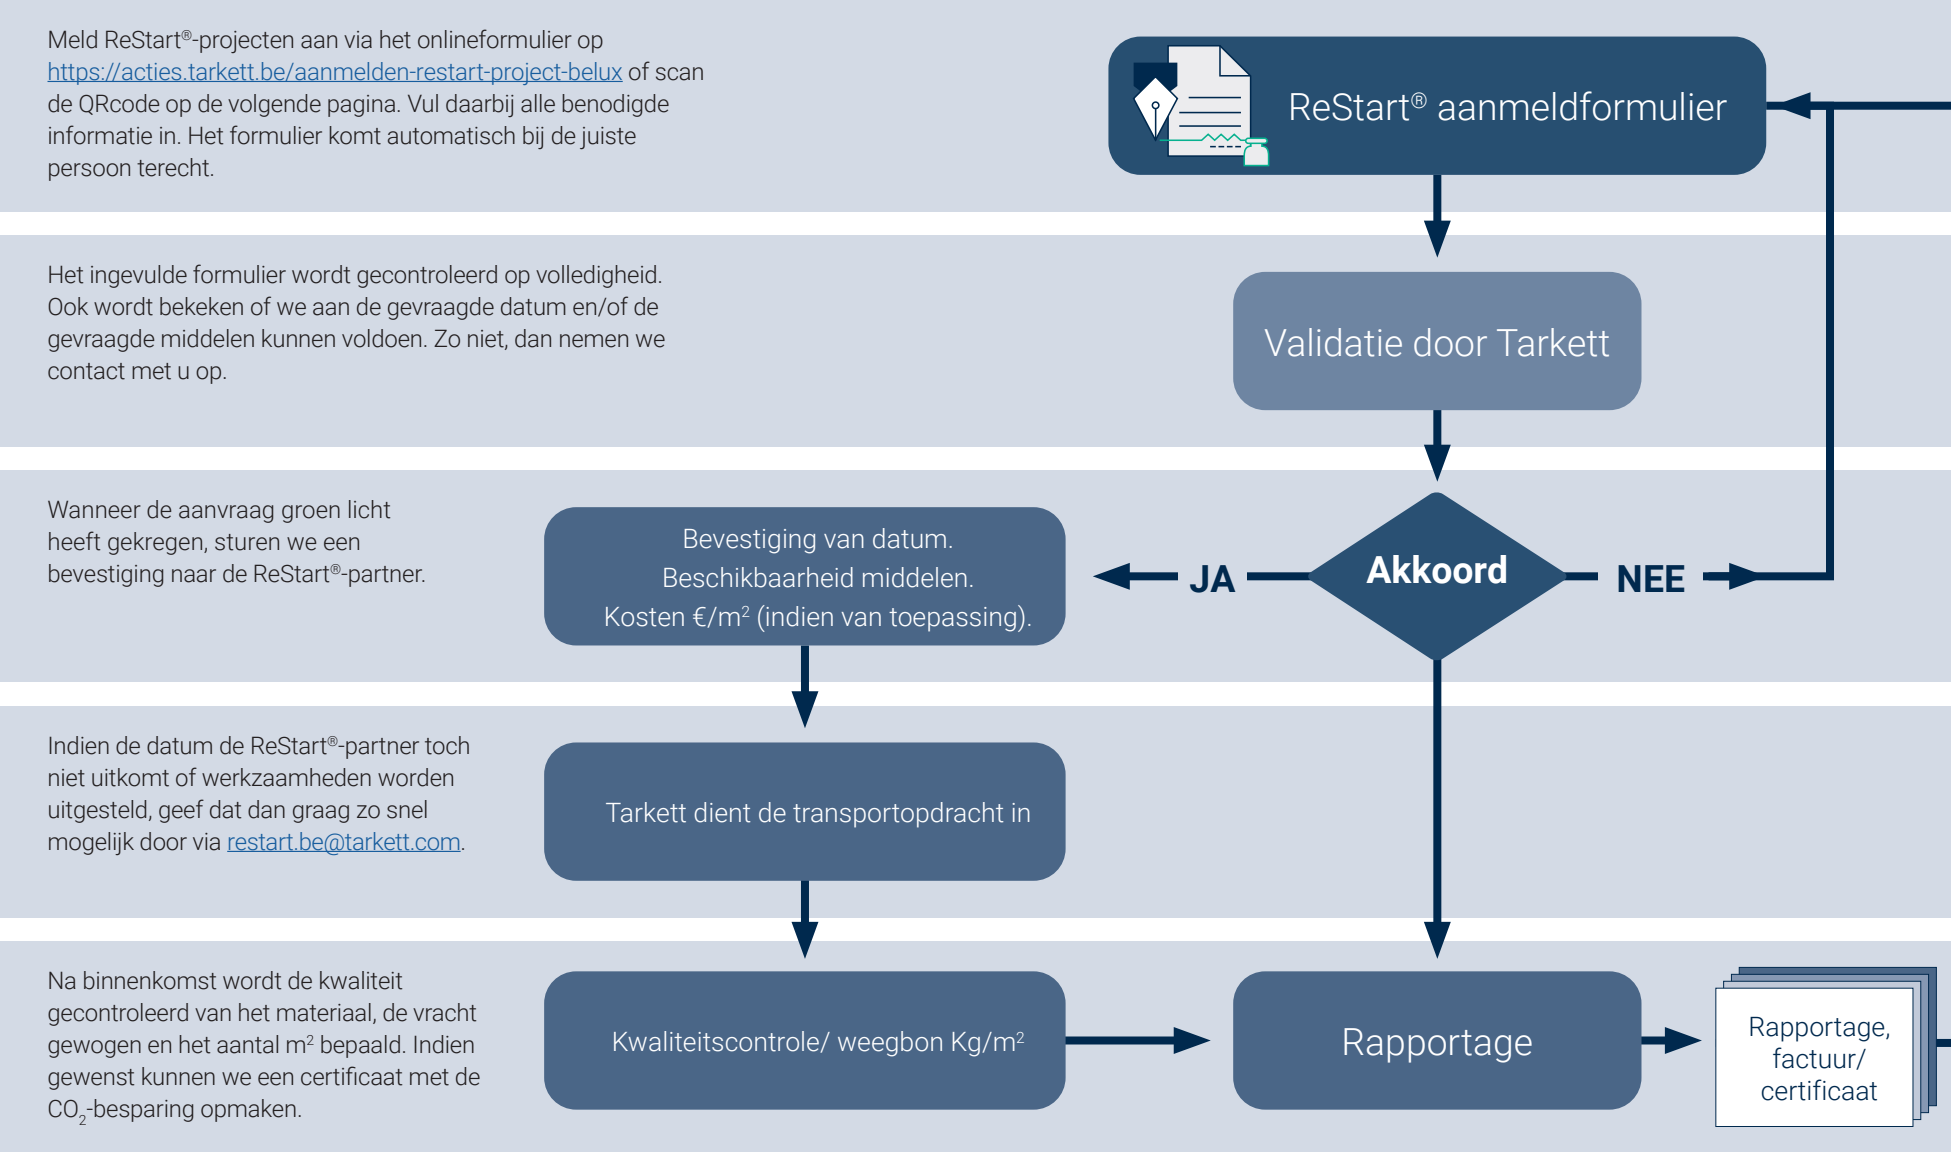 Meld ReStart®-projecten aan via het onlineformulier op
https://acties.tarkett.be/aanmelden-restart-project-belux of scan
de QRcode op de volgende pagina. Vul daarbij alle benodigde
informatie in. Het formulier komt automatisch bij de juiste
persoon terecht.
ReStart® aanmeldformulier
Het ingevulde formulier wordt gecontroleerd op volledigheid.
Ook wordt bekeken of we aan de gevraagde datum en/of de
gevraagde middelen kunnen voldoen. Zo niet, dan nemen we
contact met u op.
Validatie door Tarkett
Wanneer de aanvraag groen licht
heeft gekregen, sturen we een
bevestiging naar de ReStart®-partner.
Bevestiging van datum.
Beschikbaarheid middelen.
Kosten €/m² (indien van toepassing).
JA
Akkoord
NEE
Indien de datum de ReStart®-partner toch
niet uitkomt of werkzaamheden worden
uitgesteld, geef dat dan graag zo snel
mogelijk door via restart.be@tarkett.com.
Tarkett dient de transportopdracht in
Na binnenkomst wordt de kwaliteit
gecontroleerd van het materiaal, de vracht
gewogen en het aantal m² bepaald. Indien
gewenst kunnen we een certificaat met de
CO₂-besparing opmaken.
Kwaliteitscontrole/ weegbon Kg/m²
Rapportage
Rapportage,
factuur/
certificaat